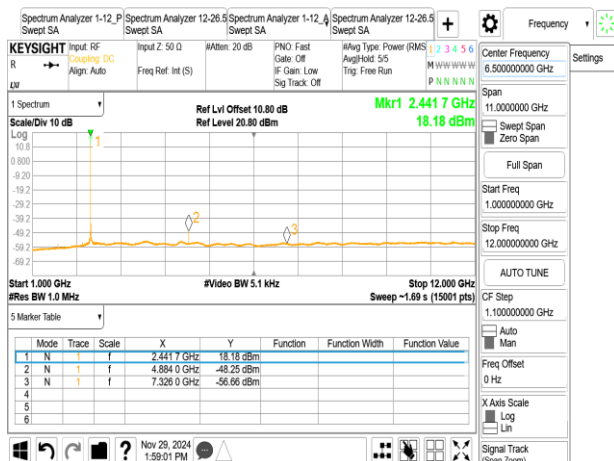 Spectrum Analyzer 1-12_P
Swept SA
Spectrum Analyzer 12-26.5
Swept SA
Spectrum Analyzer 1-12_A
Swept SA
Spectrum Analyzer 12-26.5
Swept SA
+
Frequency
KEYSIGHT
R
Input: RF
Coupling: DC
Align: Auto
Input Z: 50 Ω
Freq Ref: Int (S)
#Atten: 20 dB
PNO: Fast
Gate: Off
IF Gain: Low
Sig Track: Off
#Avg Type: Power (RMS
Avg|Hold: 5/5
Trig: Free Run
1 2 3 4 5 6
M W W W W W
P N N N N N
Settings
Center Frequency
6.500000000 GHz
Span
11.0000000 GHz
Swept Span
Zero Span
Full Span
Start Freq
1.000000000 GHz
Stop Freq
12.000000000 GHz
AUTO TUNE
CF Step
1.100000000 GHz
Auto
Man
Freq Offset
0 Hz
X Axis Scale
Log
Lin
Signal Track
(Span Zoom)
1 Spectrum
Scale/Div 10 dB
Ref Lvl Offset 10.80 dB
Ref Level 20.80 dBm
Mkr1 2.441 7 GHz
18.18 dBm
Log
10.8
0.800
-9.20
-19.2
-29.2
-39.2
-49.2
-59.2
-69.2
1
2
3
Start 1.000 GHz
#Res BW 1.0 MHz
#Video BW 5.1 kHz
Stop 12.000 GHz
Sweep ~1.69 s (15001 pts)
5 Marker Table
Mode Trace Scale X Y Function Function Width Function Value
1 N 1 f 2.441 7 GHz 18.18 dBm
2 N 1 f 4.884 0 GHz -48.25 dBm
3 N 1 f 7.326 0 GHz -56.66 dBm
4
5
6
?
Nov 29, 2024
1:59:01 PM